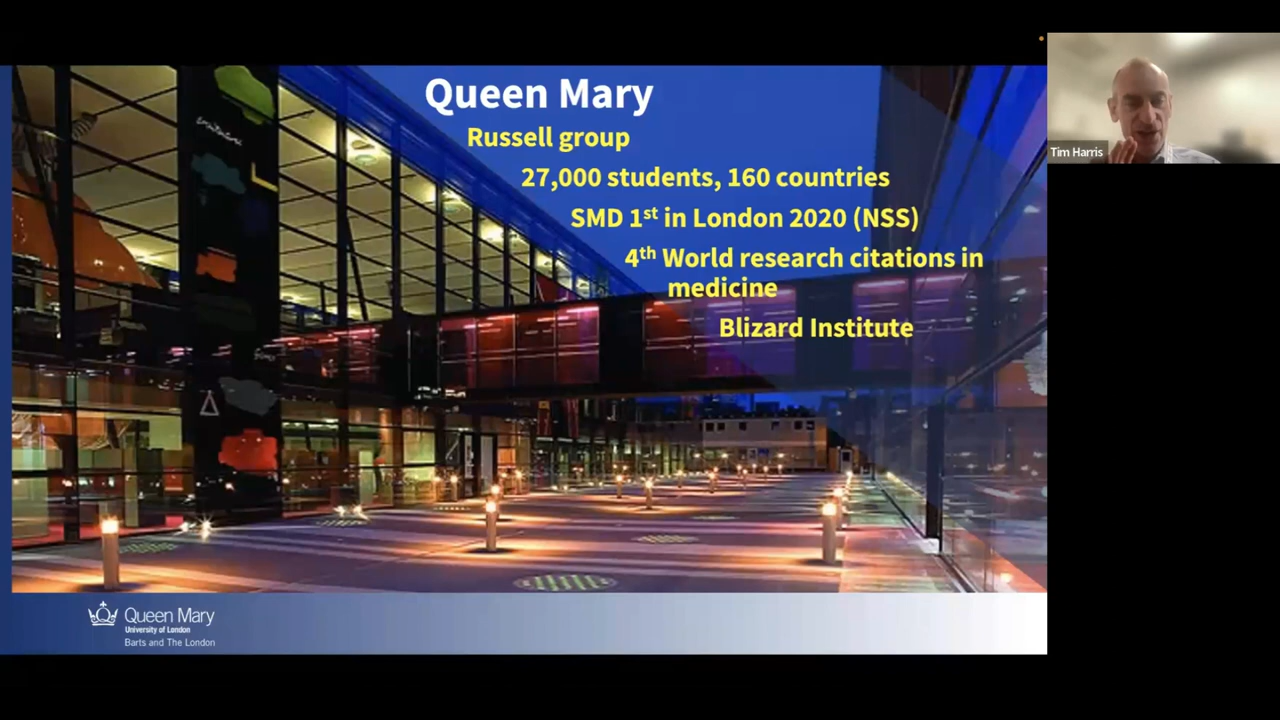 Queen Mary
Russell group
27,000 students, 160 countries
SMD 1st in London 2020 (NSS)
4th World research citations in
medicine
Blizard Institute
Tim Harris
Queen Mary
University of London
Barts and The London